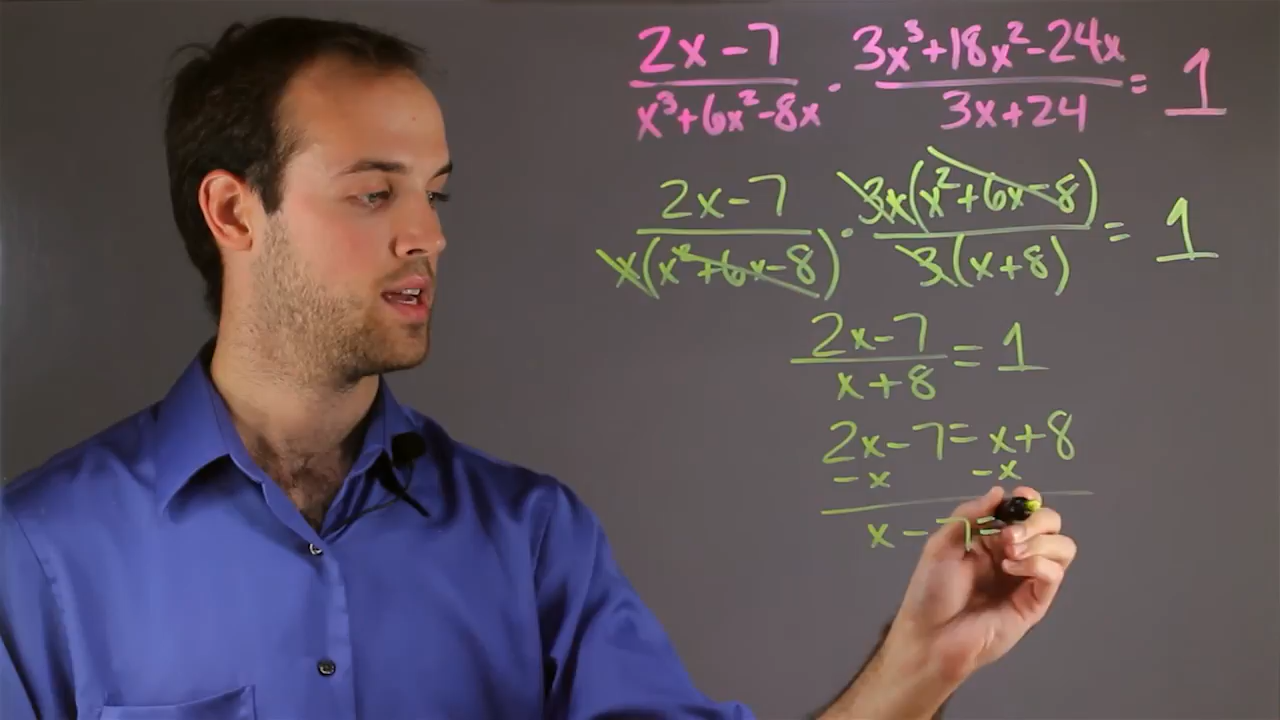 2x-7/x³+6x²-8x · 3x³+18x²-24x/3x+24 = 1
2x-7/x(x²+6x-8) · 3x(x²+6x-8)/3(x+8) = 1
2x-7/x+8 = 1
2x-7=x+8
-x -x
x-7=